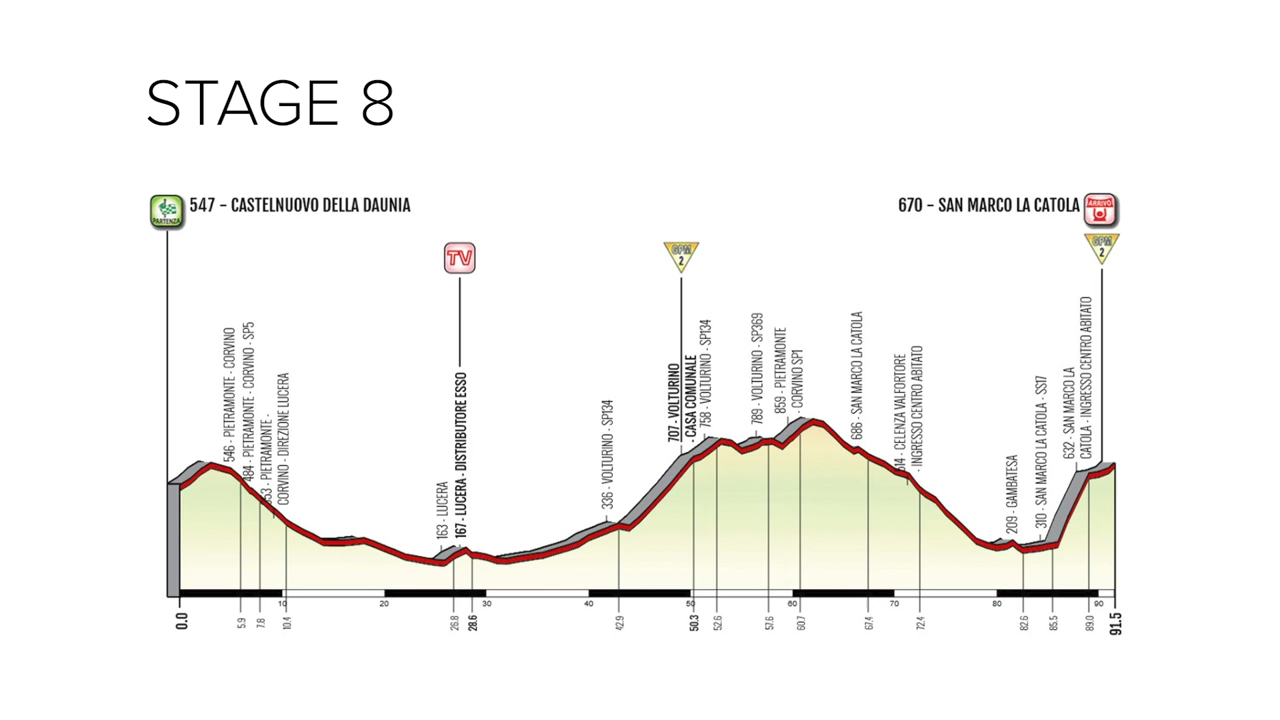 STAGE 8
547 - CASTELNUOVO DELLA DAUNIA
670 - SAN MARCO LA CATOLA
PARTENZA
ARRIVO
TV
GPM
2
GPM
2
546 - PIETRAMONTE - CORVINO
484 - PIETRAMONTE - CORVINO - SP5
353 - PIETRAMONTE -
CORVINO - DIREZIONE LUCERA
163 - LUCERA
167 - LUCERA - DISTRIBUTORE ESSO
336 - VOLTURINO - SP134
707 - VOLTURINO
CASA COMUNALE
758 - VOLTURINO - SP134
789 - VOLTURINO - SP369
859 - PIETRAMONTE
- CORVINO SP1
686 - SAN MARCO LA CATOLA
514 - CELENZA VALFORTORE
- INGRESSO CENTRO ABITATO
209 - GAMBATESA
310 - SAN MARCO LA CATOLA - SS17
632 - SAN MARCO LA
CATOLA - INGRESSO CENTRO ABITATO
10 20 30 40 50 60 70 80 90
0.0 5.9 7.8 10.4 26.8 28.6 42.9 50.3 52.6 57.6 60.7 67.4 72.4 82.6 85.5 89.0 91.5